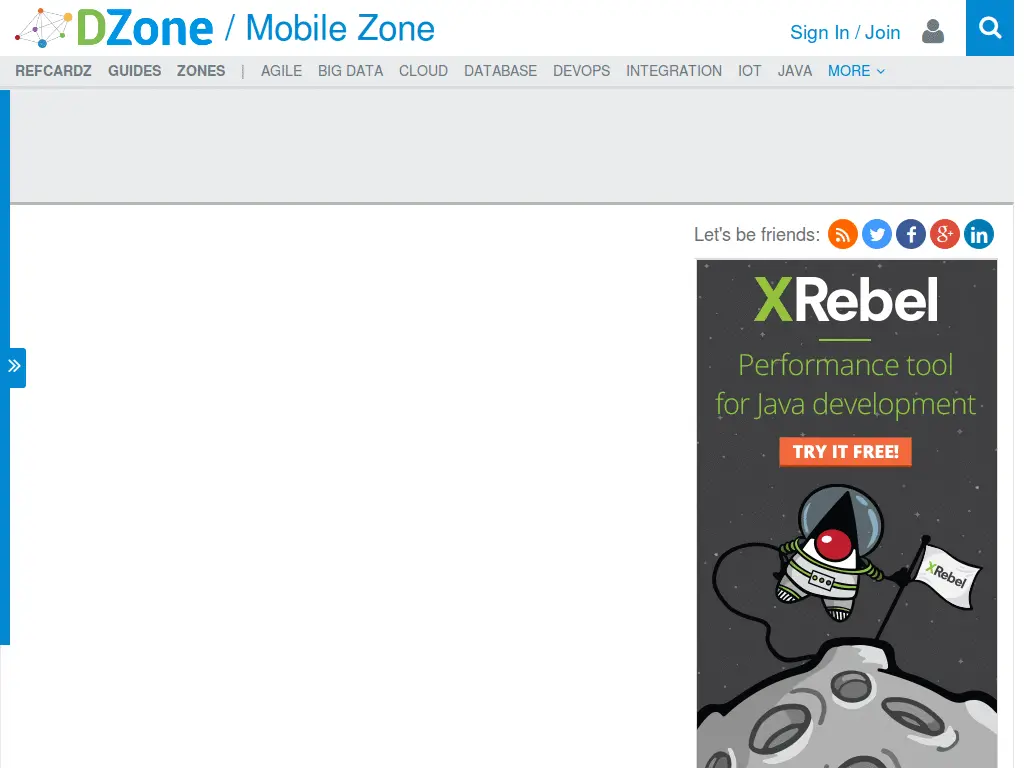 DZone / Mobile Zone
Sign In / Join
REFCARDZ GUIDES ZONES | AGILE BIG DATA CLOUD DATABASE DEVOPS INTEGRATION IOT JAVA MORE
Let's be friends:
XRebel
Performance tool
for Java development
TRY IT FREE!
XRebel